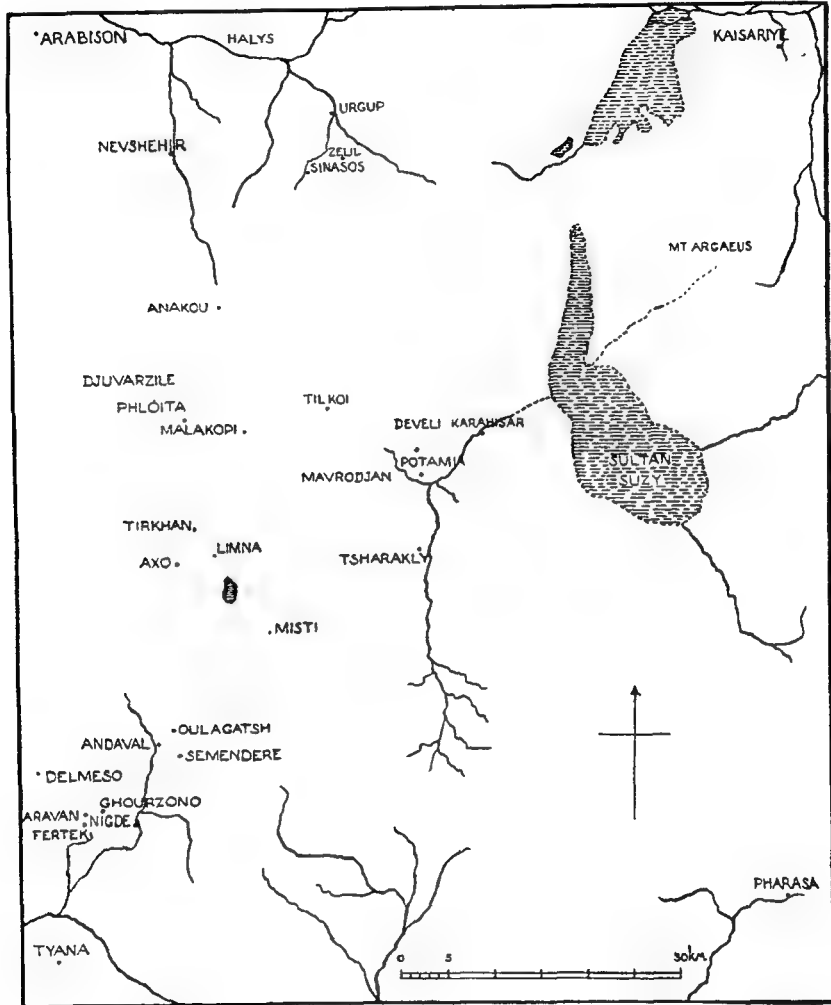 ARABISON
HALYS
KAISARIYE
URGUP
NEVSHEHIR
ZELIL
SINASOS
MT ARGAEUS
ANAKOU
DJUVARZILE
PHLOITA
TILKOI
MALAKOPI
DEVELI KARAHISAR
POTAMIA
MAVRODJAN
SULTAN
SUZY
TIRKHAN
LIMNA
AXO
TSHARAKLY
MISTI
OULAGATSH
ANDAVAL
SEMENDERE
DELMESO
GHOURZONO
ARAVAN
NIGDE
FERTEK
PHARASA
TYANA
0 5 30km.